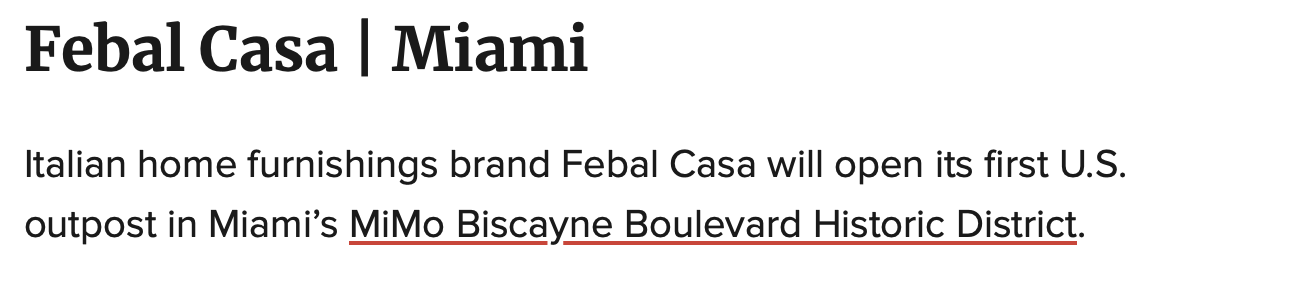 Febal Casa | Miami
Italian home furnishings brand Febal Casa will open its first U.S.
outpost in Miami’s MiMo Biscayne Boulevard Historic District.